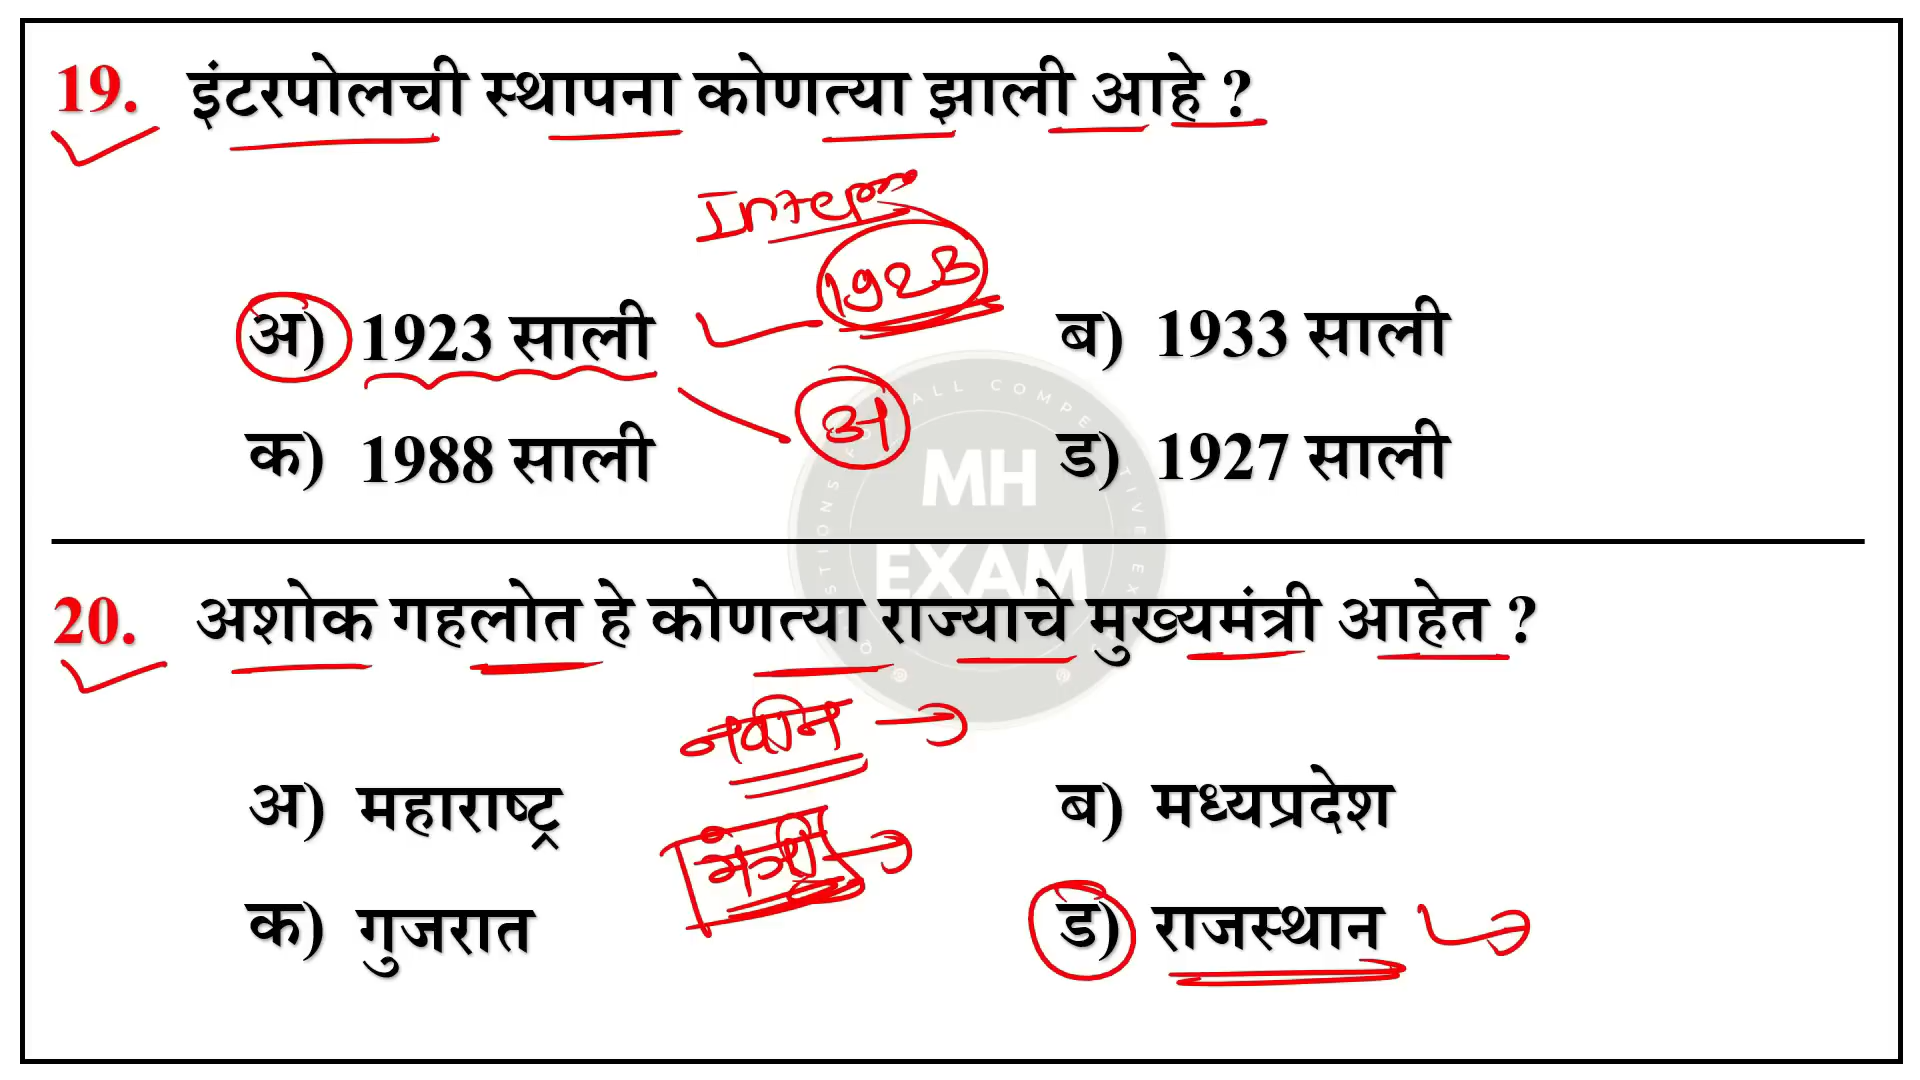 19. इंटरपोलची स्थापना कोणत्या झाली आहे ?
1923
अ) 1923 साली
ब) 1933 साली
अ
क) 1988 साली
ड) 1927 साली
MH
EXAM
20. अशोक गहलोत हे कोणत्या राज्याचे मुख्यमंत्री आहेत ?
नवीन
अ) महाराष्ट्र
ब) मध्यप्रदेश
क) गुजरात
ड) राजस्थान